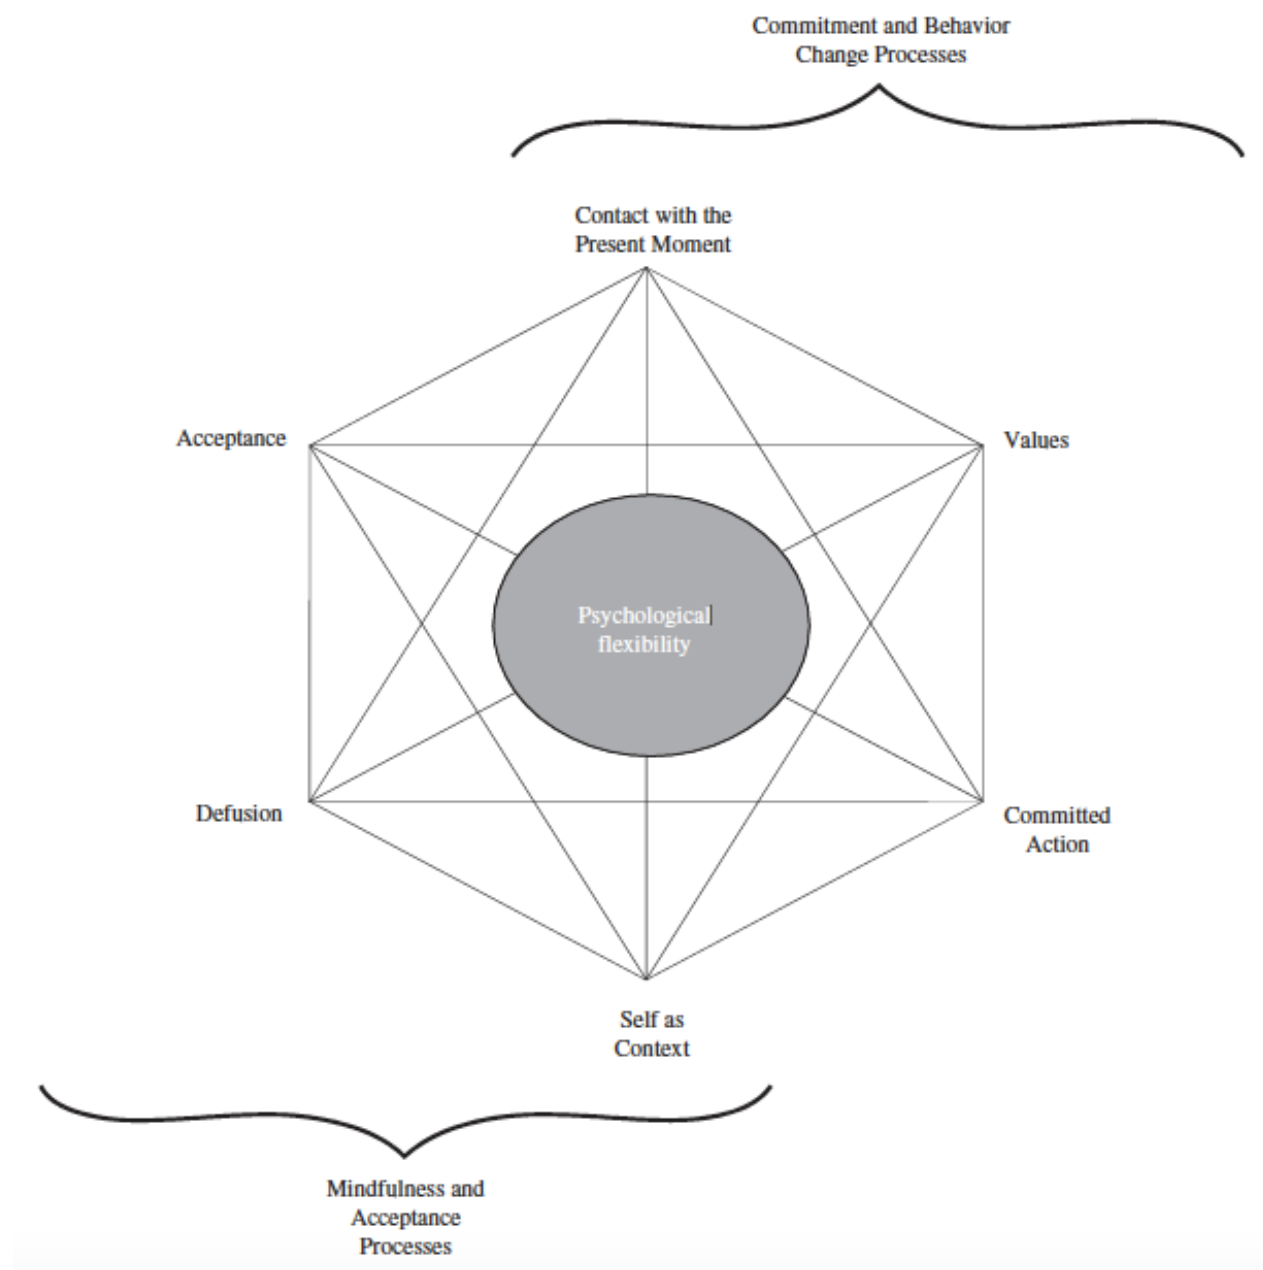 Commitment and Behavior
Change Processes
Contact with the
Present Moment
Acceptance
Values
Psychological
flexibility
Defusion
Committed
Action
Self as
Context
Mindfulness and
Acceptance
Processes